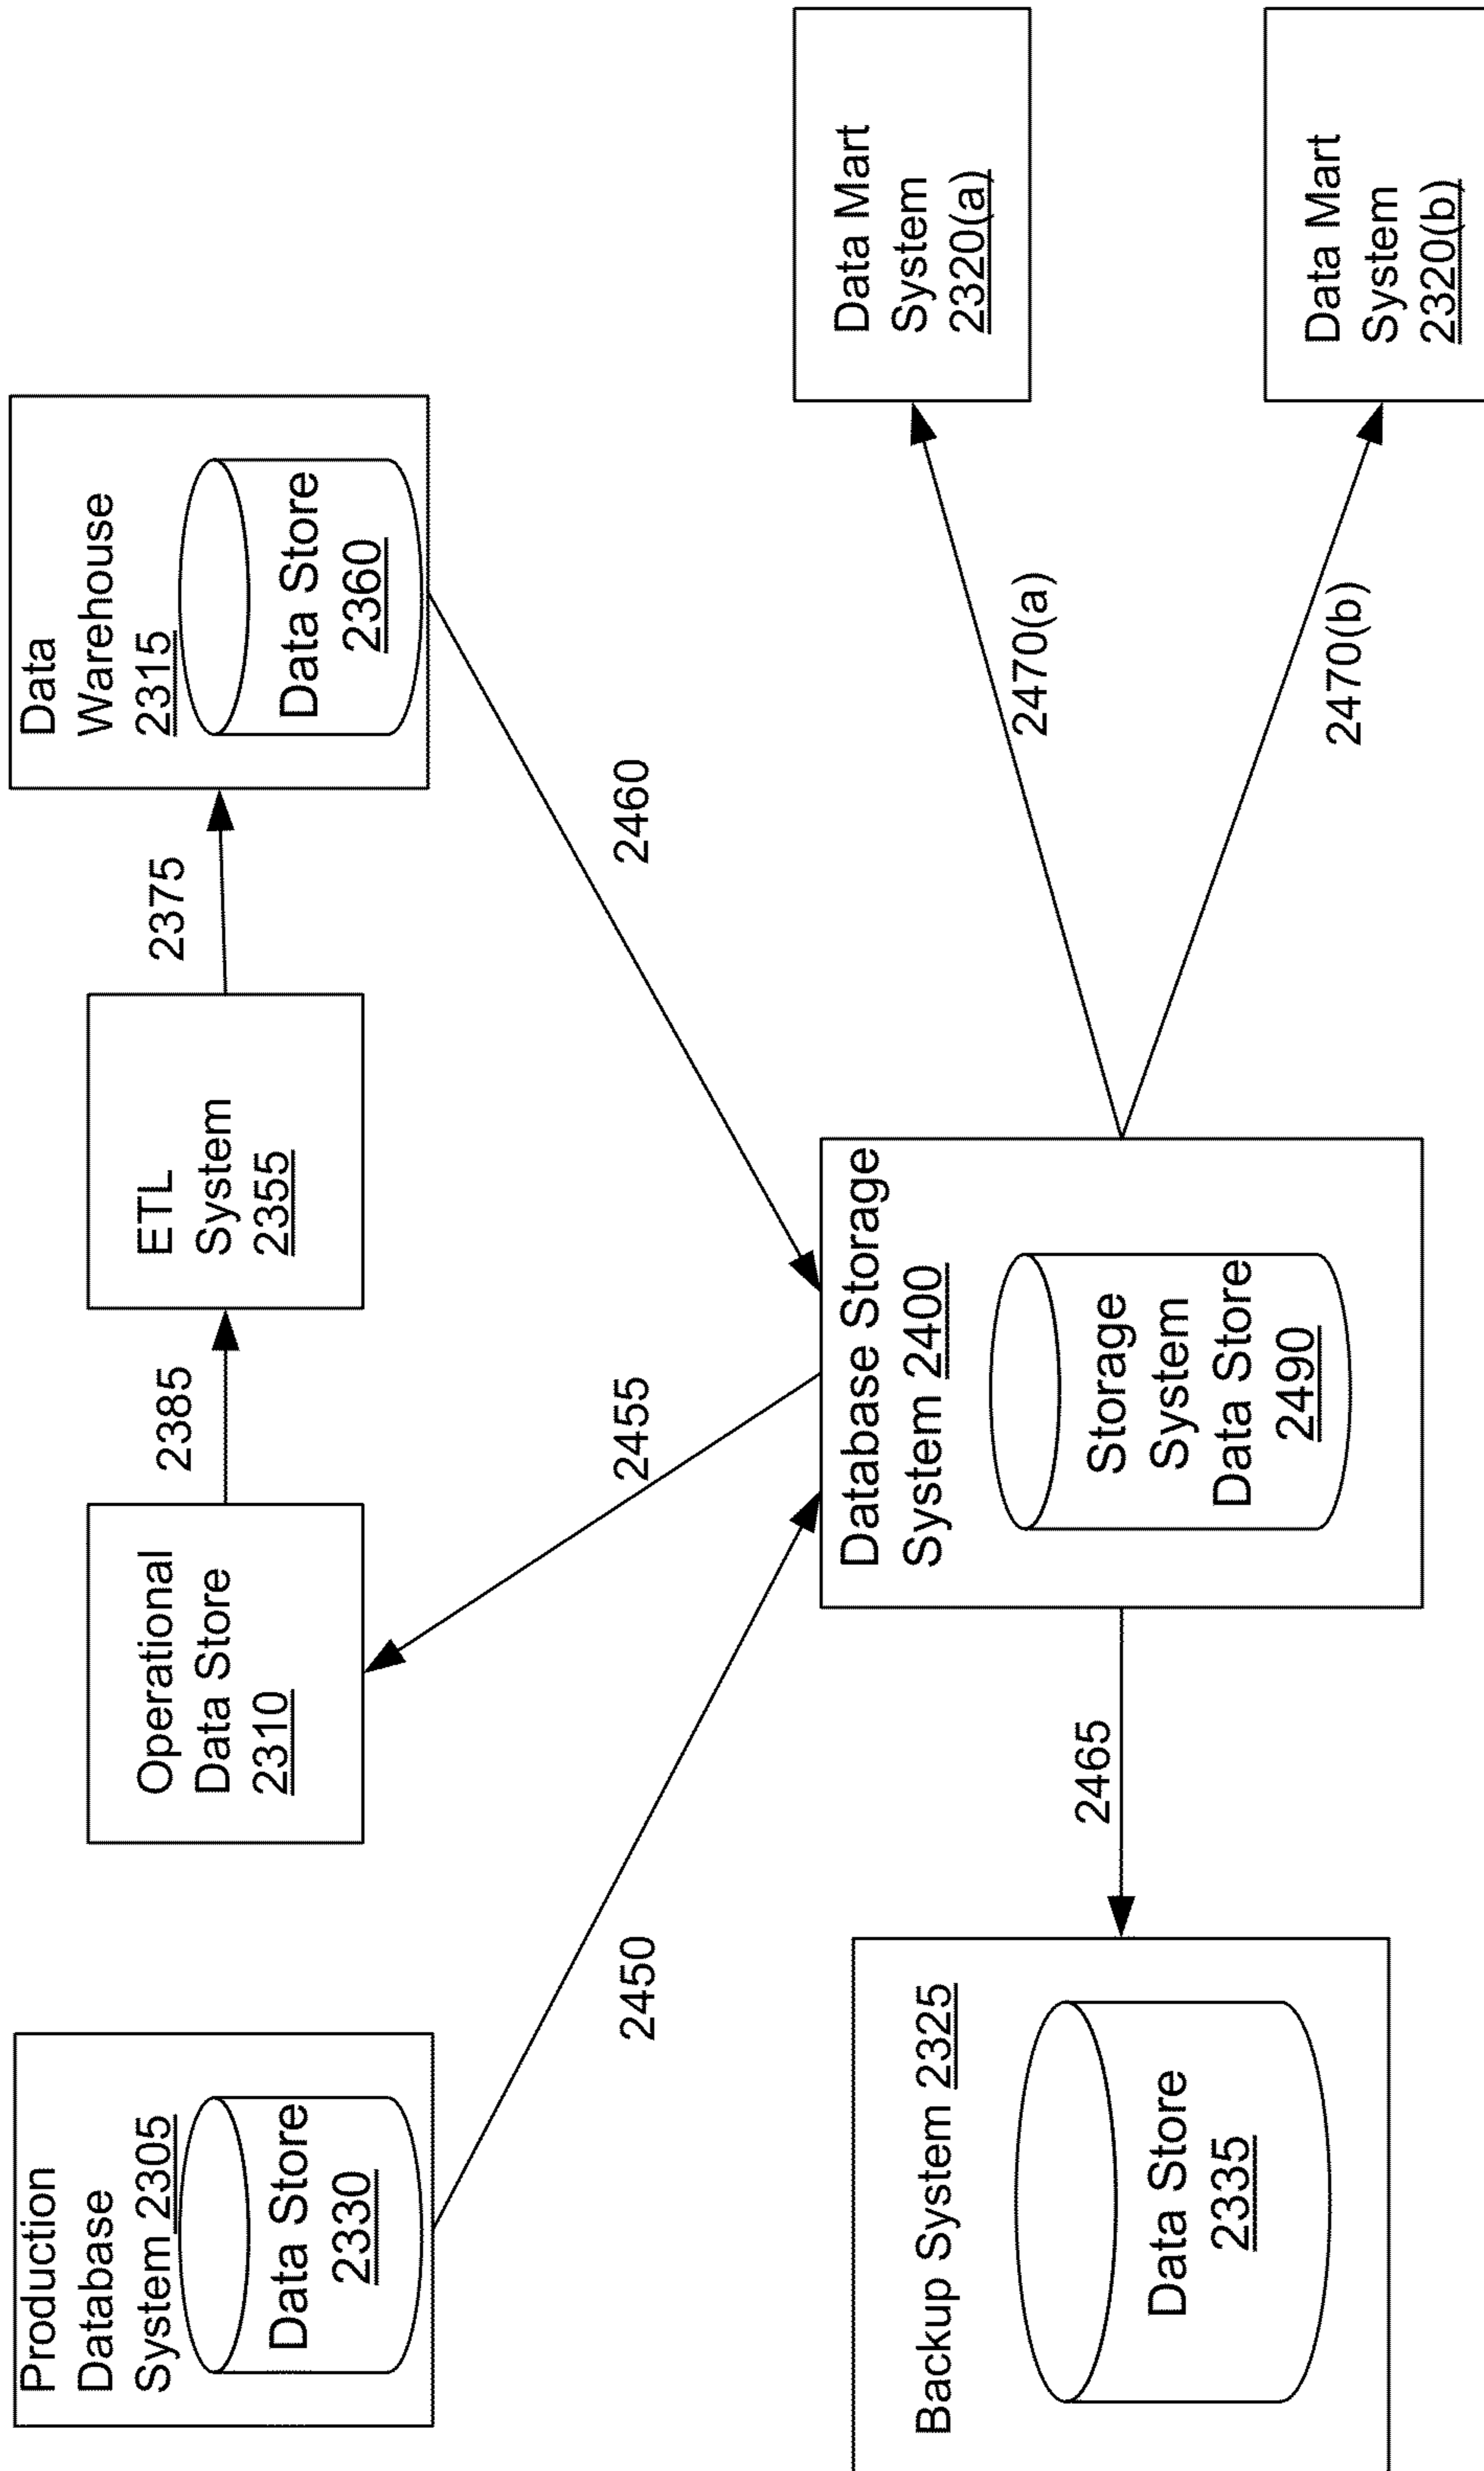 Production
Database
System 2305
Data Store
2330
Operational
Data Store
2310
2385
ETL
System
2355
2375
Data
Warehouse
2315
Data Store
2360
2450
2455
2460
Backup System 2325
Data Store
2335
2465
Database Storage
System 2400
Storage
System
Data Store
2490
2470(a)
2470(b)
Data Mart
System
2320(a)
Data Mart
System
2320(b)